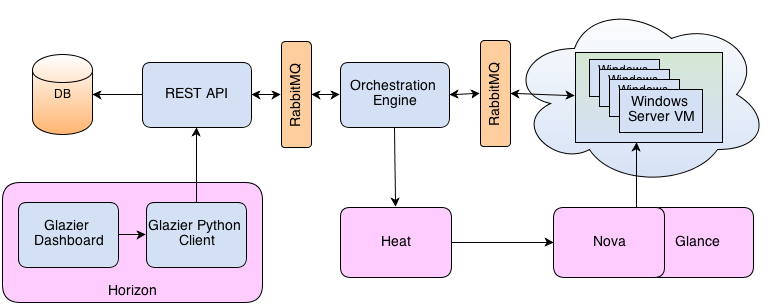 DB
REST API
RabbitMQ
Orchestration
Engine
RabbitMQ
Windows
Windows
Windows
Windows
Server VM
Glazier
Dashboard
Glazier Python
Client
Horizon
Heat
Nova
Glance